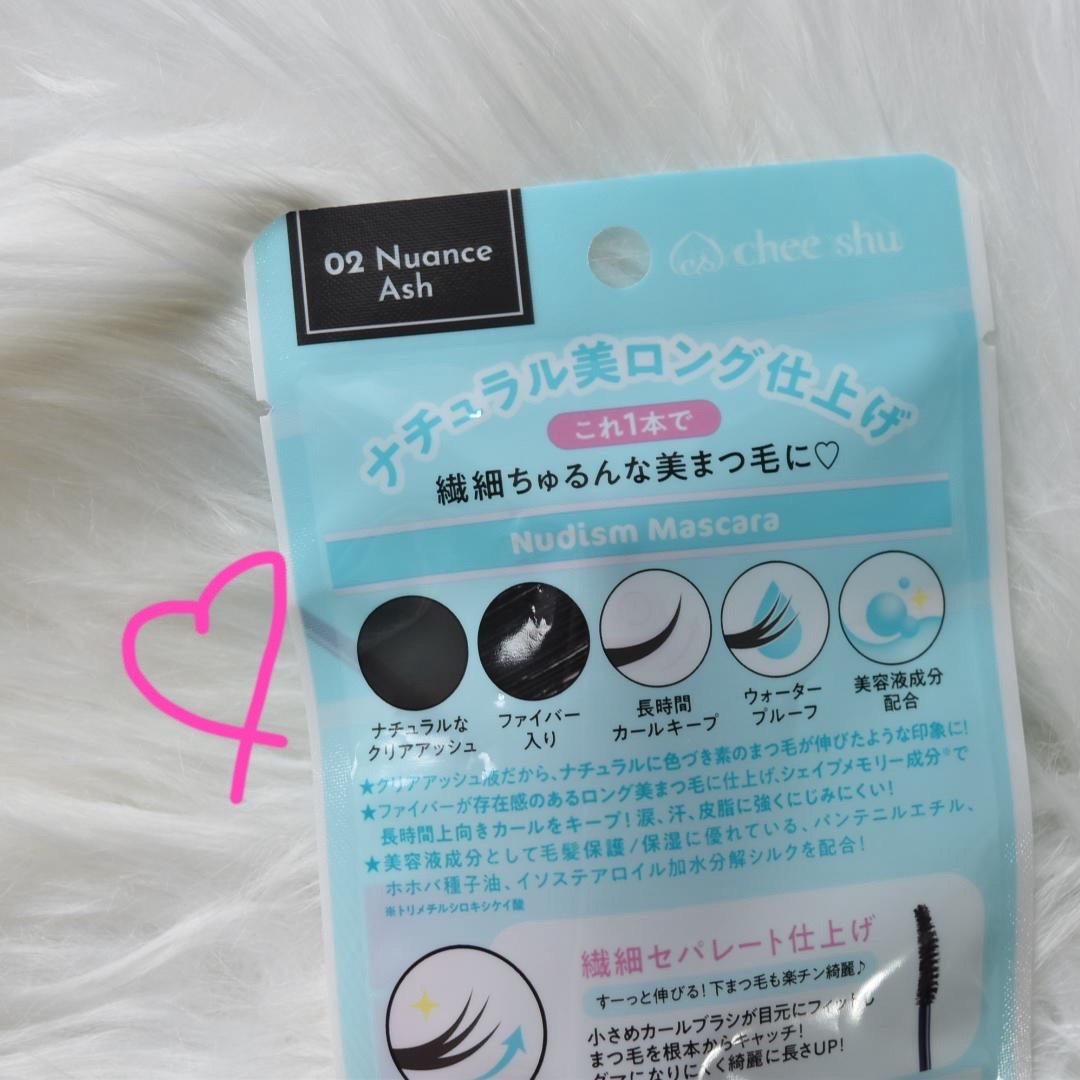 02 Nuance
Ash
chee shu
ナチュラル美ロング仕上げ
これ1本で
繊細ちゅるんな美まつ毛に♡
Nudism Mascara
ナチュラルな
クリアアッシュ
ファイバー
入り
長時間
カールキープ
ウォーター
プルーフ
美容液成分
配合
★クリアアッシュ液だから、ナチュラルに色づき素のまつ毛が伸びたような印象に!
★ファイバーが存在感のあるロング美まつ毛に仕上げ、シェイプメモリー成分※で
長時間上向きカールをキープ!涙、汗、皮脂に強くにじみにくい!
★美容液成分として毛髪保護/保湿に優れている、パンテニルエチル、
ホホバ種子油、イソステアロイル加水分解シルクを配合!
※トリメチルシロキシケイ酸
繊細セパレート仕上げ
すーっと伸びる!下まつ毛も楽チン綺麗♪
小さめカールブラシが目元にフィットし
まつ毛を根本からキャッチ!
ダマになりにくく綺麗に長さUP!